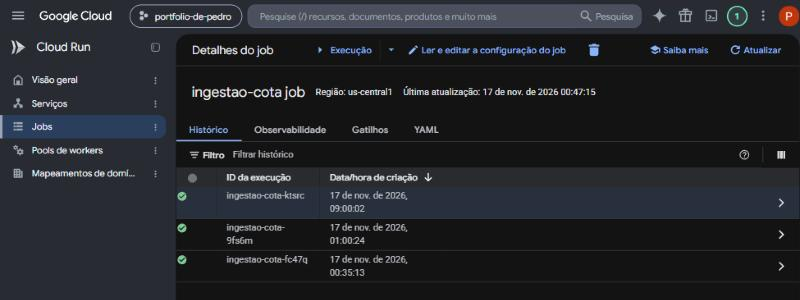 Google Cloud
portfolio-de-pedro
Pesquise (/) recursos, documentos, produtos e muito mais
Pesquisa
1
P
Cloud Run
Detalhes do job
Execução
Ler e editar a configuração do job
Saiba mais
Atualizar
Visão geral
Serviços
Jobs
Pools de workers
Mapeamentos de domí...
ingestao-cota job
Região: us-central1
Última atualização: 17 de nov. de 2026 00:47:15
Histórico
Observabilidade
Gatilhos
YAML
Filtro
Filtrar histórico
ID da execução
Data/hora de criação
ingestao-cota-ktsrc
17 de nov. de 2026,
09:00:02
ingestao-cota-
9fs6m
17 de nov. de 2026,
01:00:24
ingestao-cota-fc47q
17 de nov. de 2026,
00:35:13